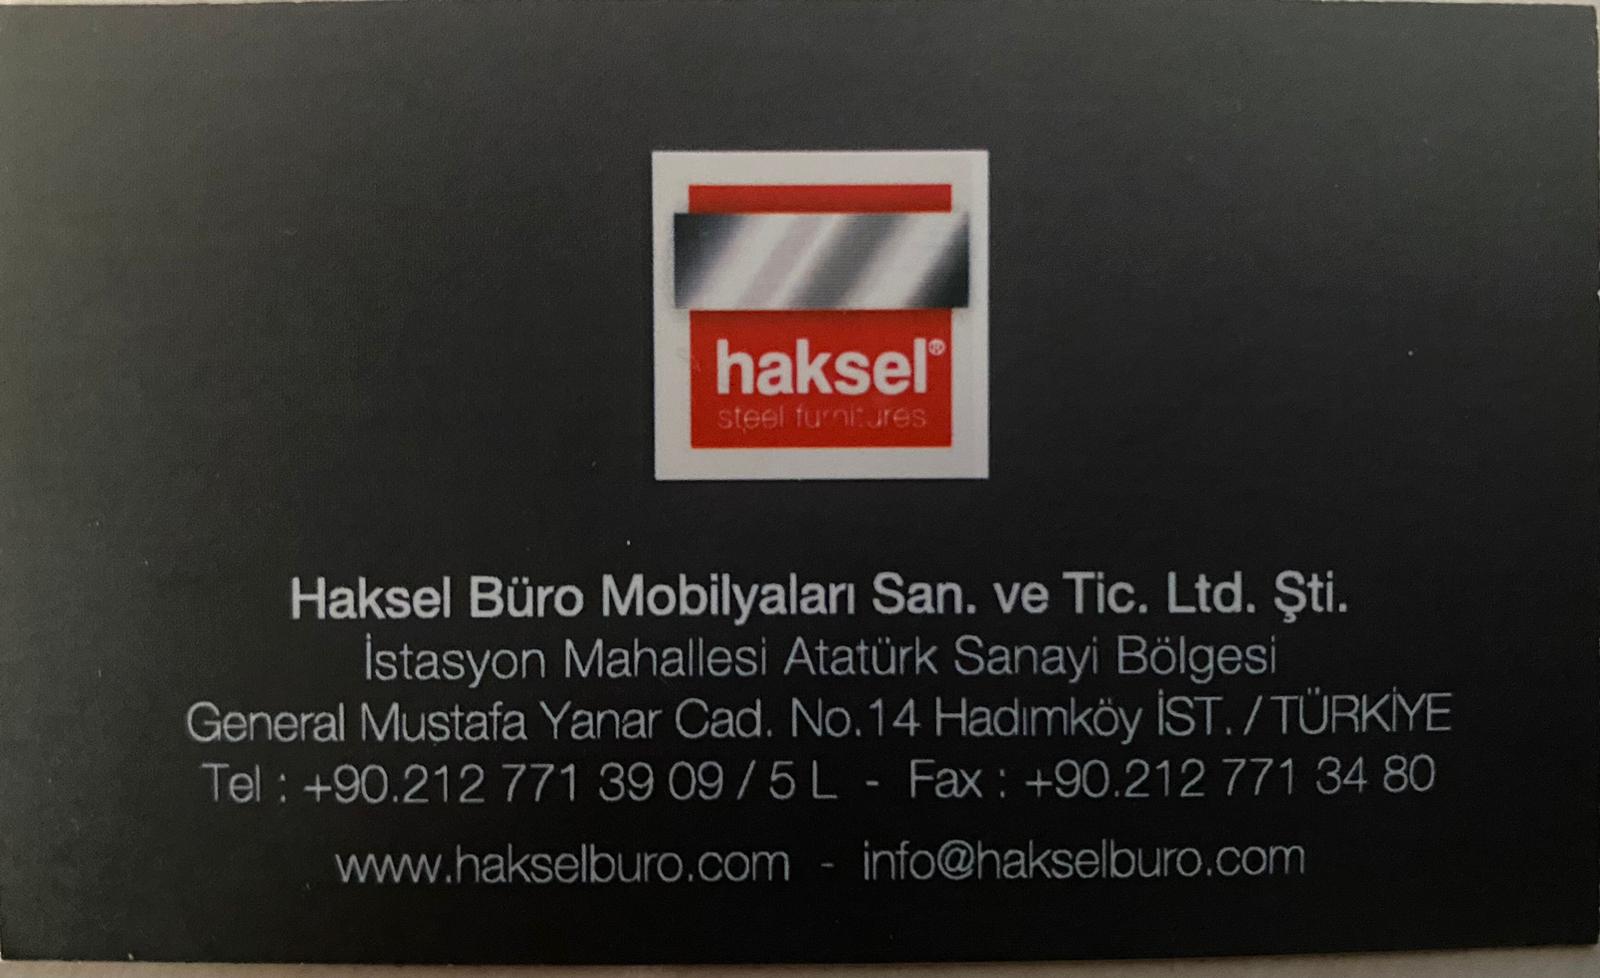 haksel®
steel furnitures
Haksel Büro Mobilyaları San. ve Tic. Ltd. Şti.
İstasyon Mahallesi Atatürk Sanayi Bölgesi
General Mustafa Yanar Cad. No.14 Hadımköy İST. / TÜRKİYE
Tel : +90.212 771 39 09 / 5 L - Fax : +90.212 771 34 80
www.hakselburo.com - info@hakselburo.com